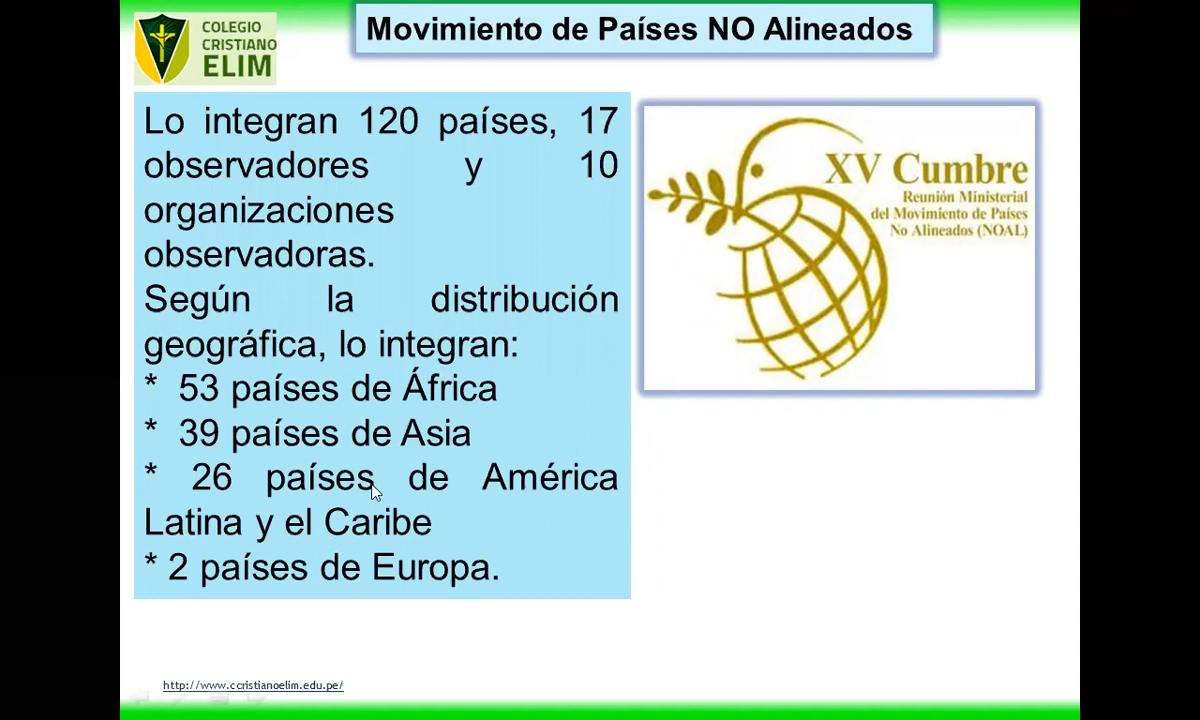 COLEGIO
CRISTIANO
ELIM
Movimiento de Países NO Alineados
Lo integran 120 países, 17
observadores y 10
organizaciones
observadoras.
Según la distribución
geográfica, lo integran:
* 53 países de África
* 39 países de Asia
* 26 países de América
Latina y el Caribe
* 2 países de Europa.
XV Cumbre
Reunión Ministerial
del Movimiento de Países
No Alineados (NOAL)
http://www.ccristianoelim.edu.pe/